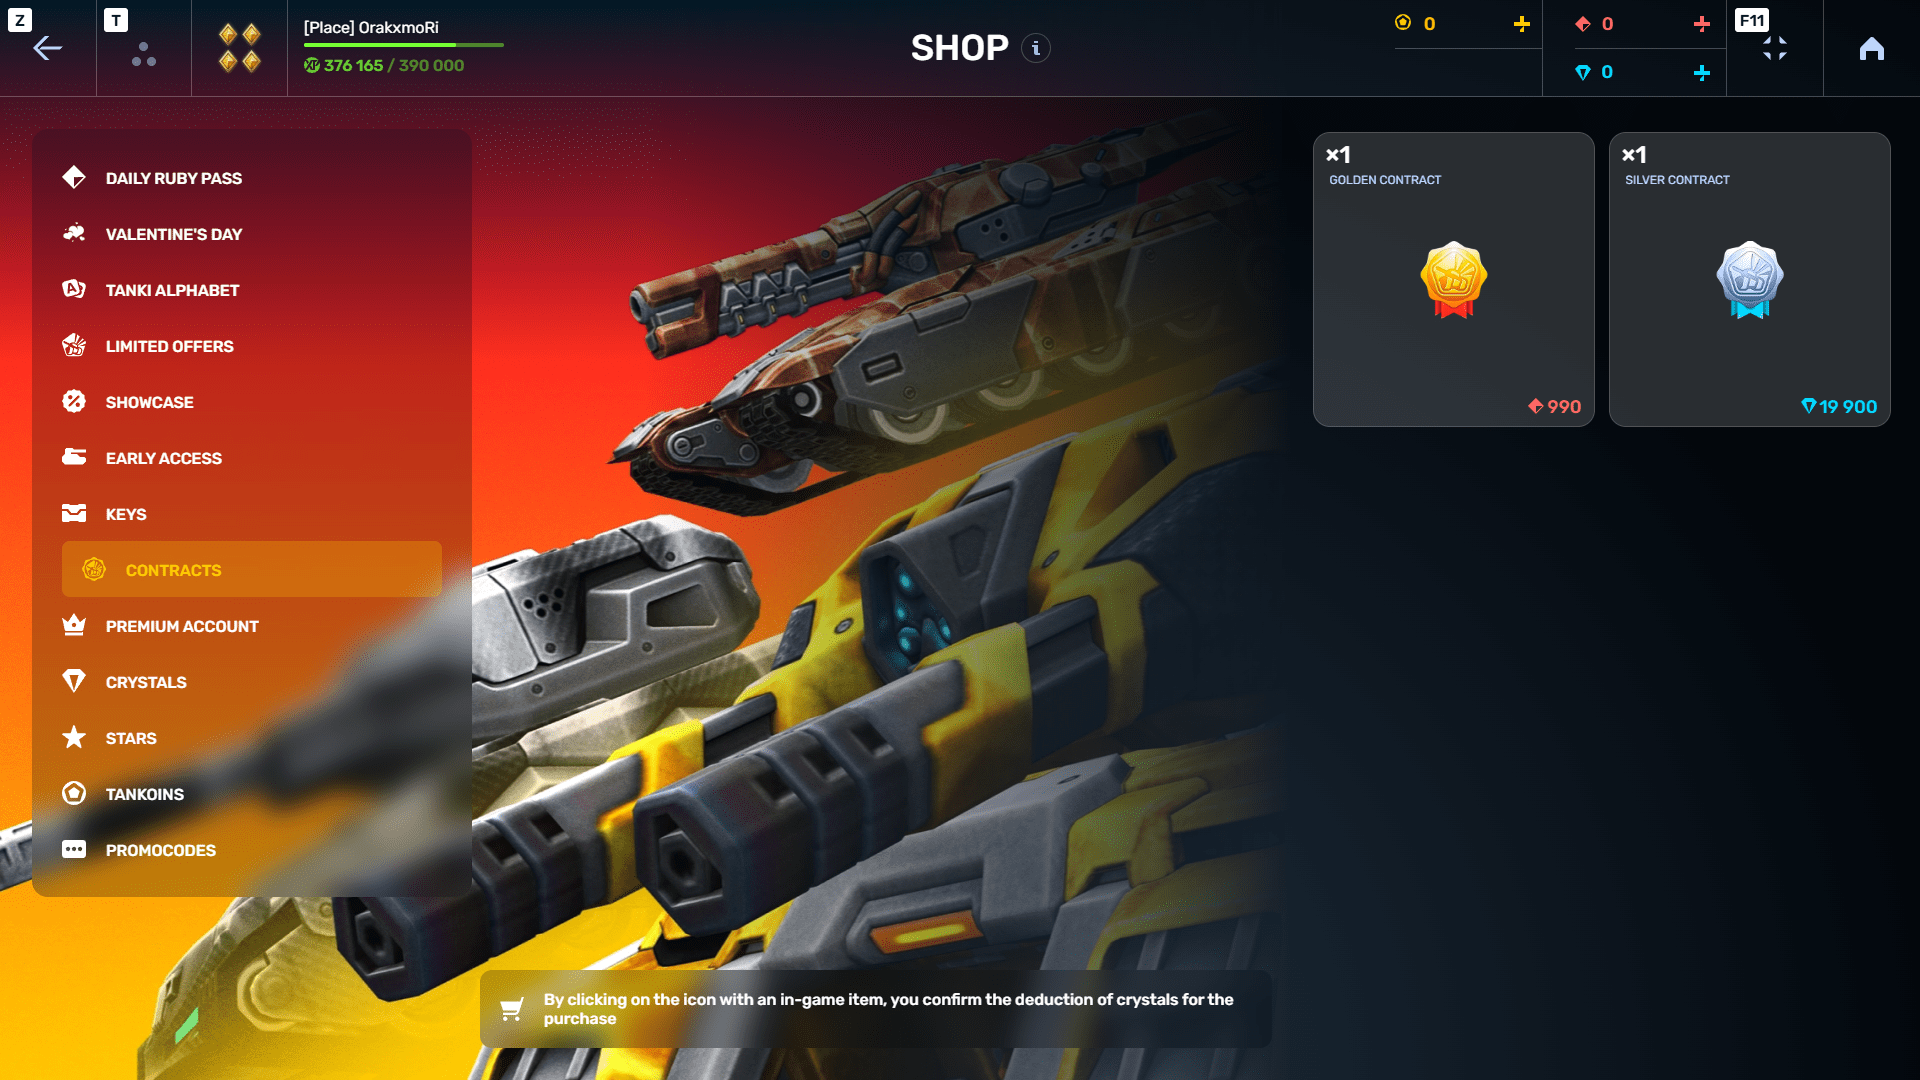 Z
T
[Place] OrakxmoRi
XP 376 165 / 390 000
SHOP
i
0
0
0
F11
DAILY RUBY PASS
VALENTINE'S DAY
TANKI ALPHABET
LIMITED OFFERS
SHOWCASE
EARLY ACCESS
KEYS
CONTRACTS
PREMIUM ACCOUNT
CRYSTALS
STARS
TANKOINS
PROMOCODES
×1
GOLDEN CONTRACT
990
×1
SILVER CONTRACT
19 900
By clicking on the icon with an in-game item, you confirm the deduction of crystals for the
purchase